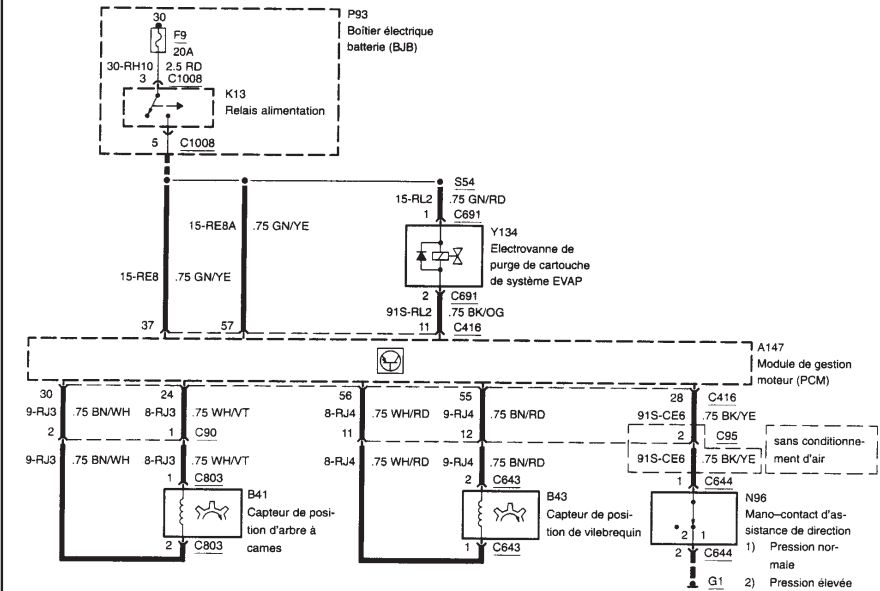 P93
Boîtier électrique
batterie (BJB)
30
F9
20A
30-RH10 2.5 RD
3 C1008
K13
Relais alimentation
5 C1008
S54
15-RL2 .75 GN/RD
1 C691
15-RE8A .75 GN/YE
Y134
Electrovanne de
purge de cartouche
de système EVAP
15-RE8 .75 GN/YE
2 C691
91S-RL2 .75 BK/OG
37 57 11 C416
A147
Module de gestion
moteur (PCM)
30 24 56 55 28 C416
9-RJ3 .75 BN/WH 8-RJ3 .75 WH/VT 8-RJ4 .75 WH/RD 9-RJ4 .75 BN/RD 91S-CE6 .75 BK/YE
2 1 C90 11 12 2 C95
sans conditionne-
ment d'air
9-RJ3 .75 BN/WH 8-RJ3 .75 WH/VT 8-RJ4 .75 WH/RD 9-RJ4 .75 BN/RD 91S-CE6 .75 BK/YE
1 C803 2 C643 1 C644
B41
Capteur de posi-
tion d'arbre à
cames
B43
Capteur de posi-
tion de vilebrequin
N96
Mano-contact d'as-
sistance de direction
2 1
1) Pression nor-
male
2) Pression élevée
2 C803 1 C643 2 C644
G1